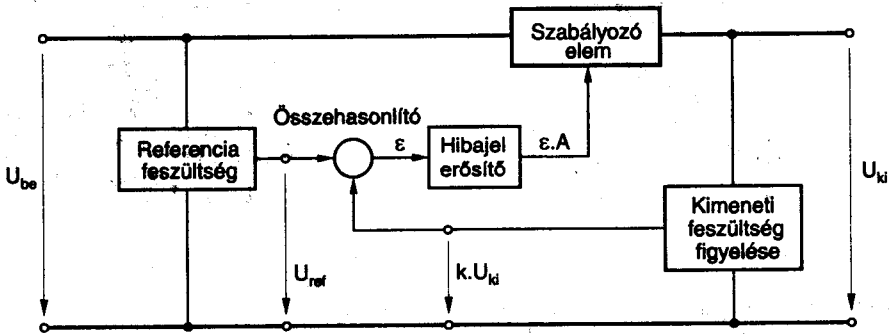 Szabályozó
elem
Összehasonlító
Referencia
feszültség
ε
Hibajel
erősítő
ε.A
U_be
U_ki
Kimeneti
feszültség
figyelése
U_ref
k.U_ki